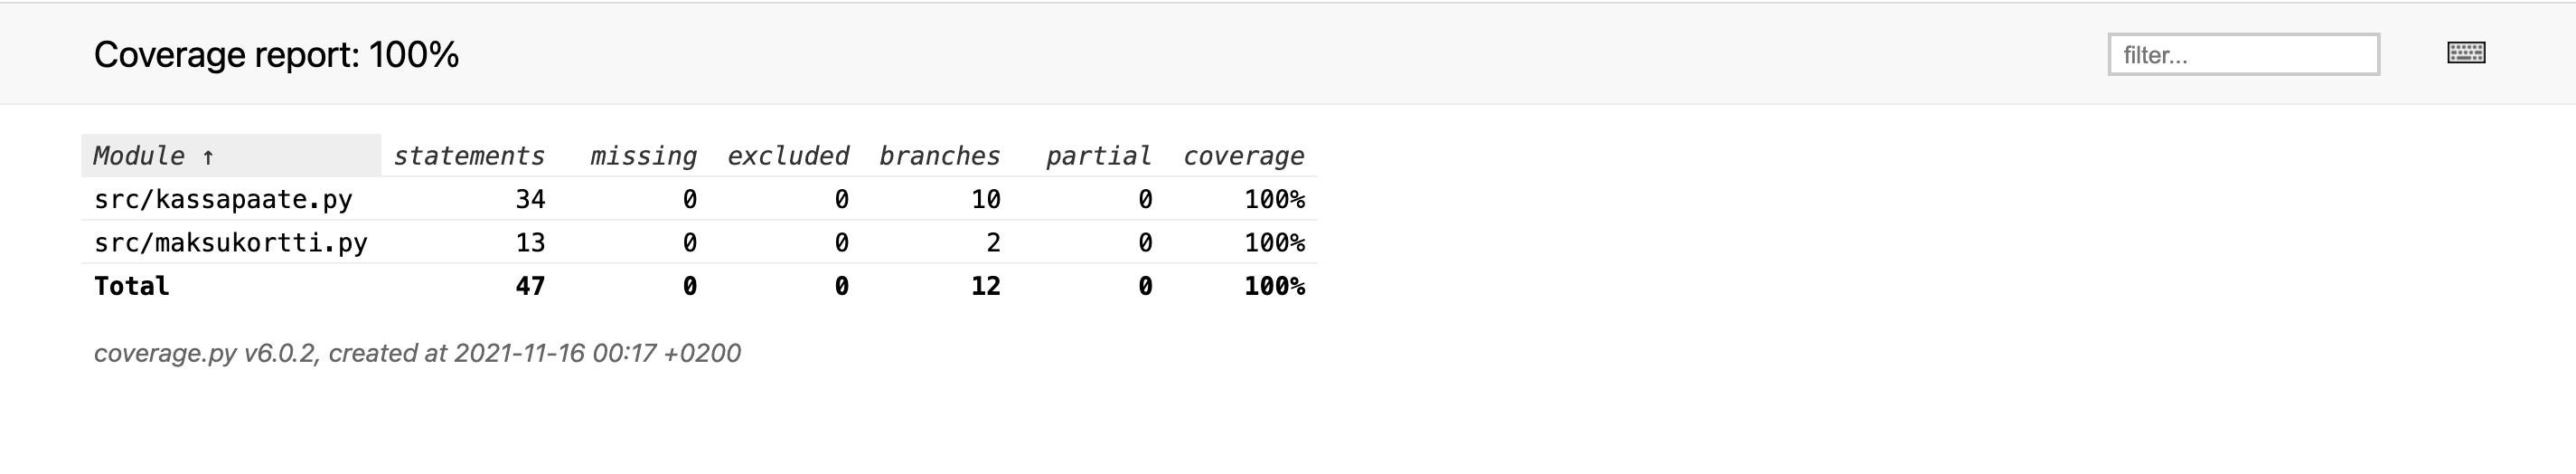 Coverage report: 100%
filter...
Module ↑ statements missing excluded branches partial coverage
src/kassapaate.py 34 0 0 10 0 100%
src/maksukortti.py 13 0 0 2 0 100%
Total 47 0 0 12 0 100%
coverage.py v6.0.2, created at 2021-11-16 00:17 +0200